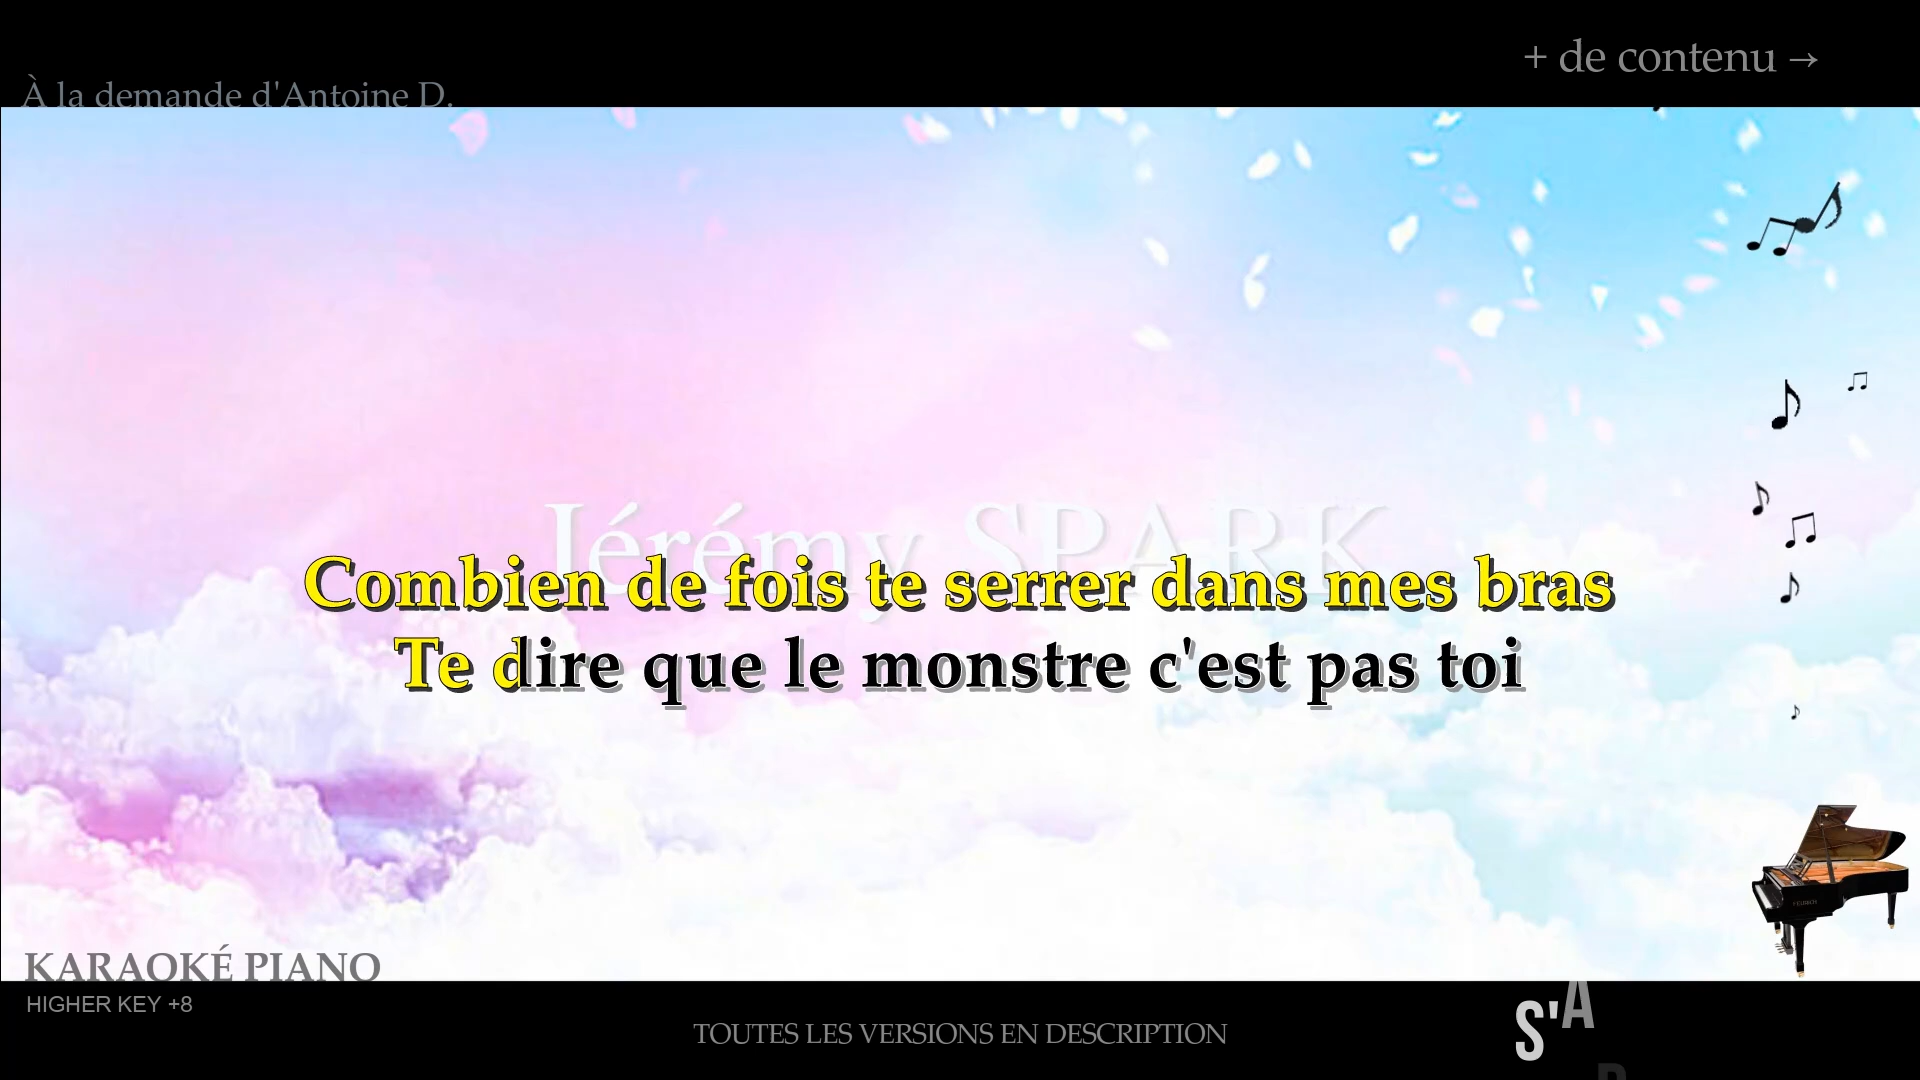 + de contenu →
À la demande d'Antoine D.
Jérémy SPARK
Combien de fois te serrer dans mes bras
Te dire que le monstre c'est pas toi
KARAOKÉ PIANO
HIGHER KEY +8
TOUTES LES VERSIONS EN DESCRIPTION
S'A